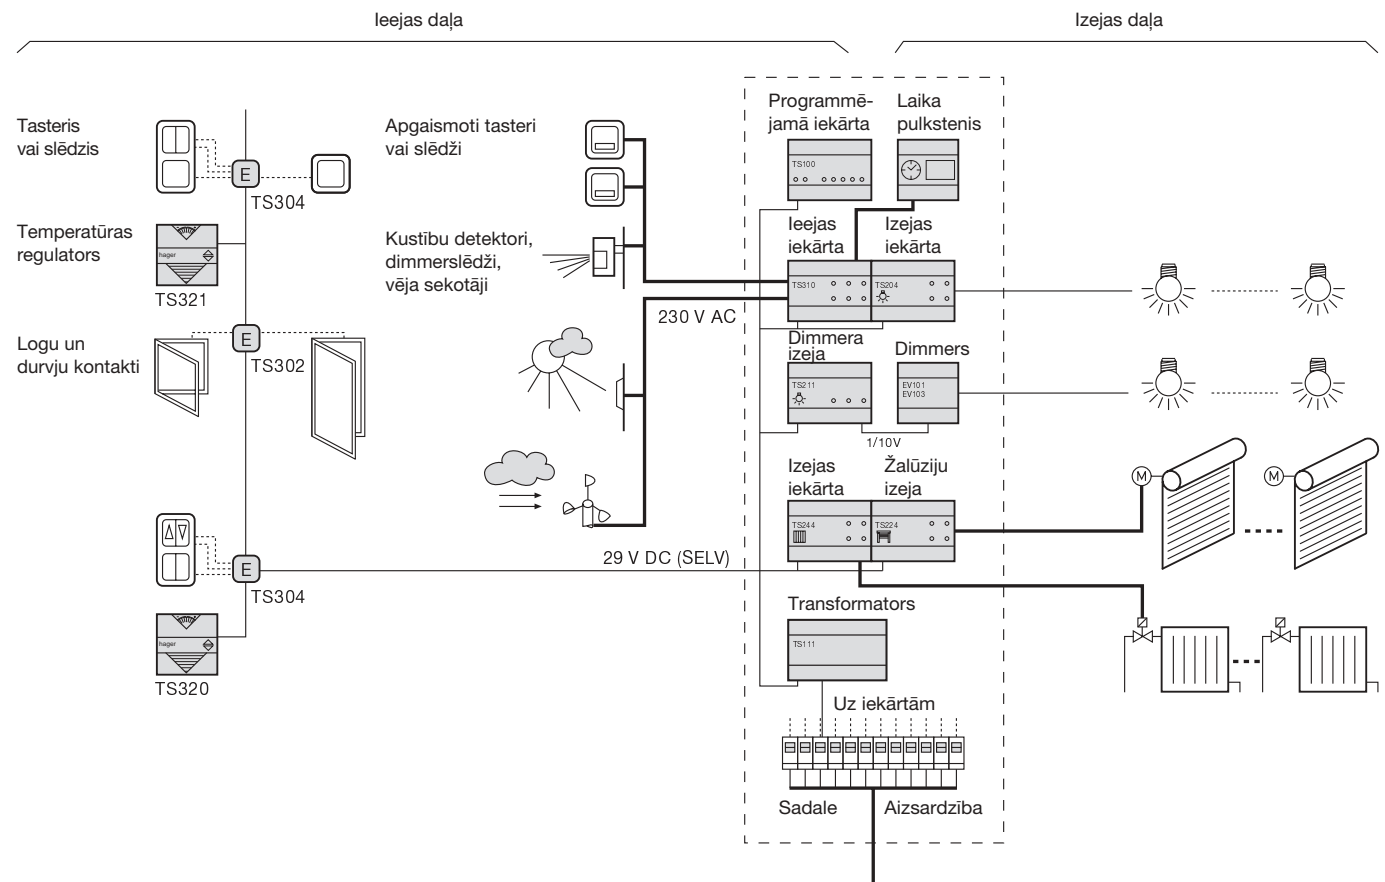 Ieejas daļa
Izejas daļa
Tasteris
vai slēdzis
E
TS304
Temperatūras
regulators
hager
TS321
E
TS302
Logu un
durvju kontakti
E
TS304
hager
TS320
Apgaismoti tasteri
vai slēdži
Kustību detektori,
dimmerslēdži,
vēja sekotāji
230 V AC
29 V DC (SELV)
Programmē-
jamā iekārta
TS100
Laika
pulkstenis
Ieejas
iekārta
TS310
Izejas
iekārta
TS204
Dimmera
izeja
TS211
Dimmers
EV101
EV103
1/10V
Izejas
iekārta
TS244
Žalūziju
izeja
TS224
M
M
Transformators
TS111
Uz iekārtām
Sadale
Aizsardzība